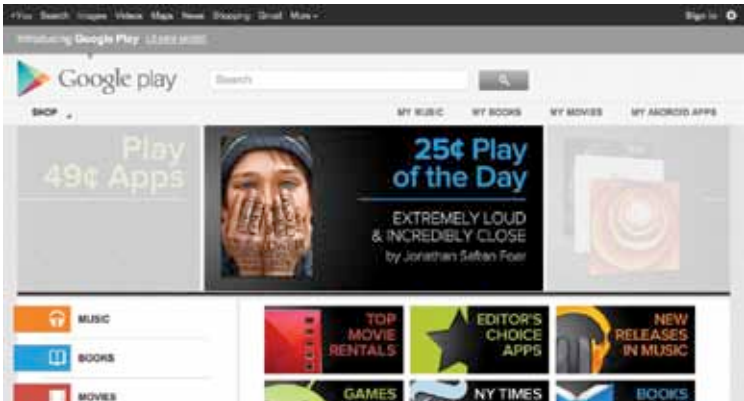 +You Search Images Videos Maps News Shopping Gmail More
Sign in
Introducing Google Play LEARN MORE
Google play
Search
SHOP
MY MUSIC MY BOOKS MY MOVIES MY ANDROID APPS
Play
49¢ Apps
25¢ Play
of the Day
EXTREMELY LOUD
& INCREDIBLY CLOSE
by Jonathan Safran Foer
MUSIC
BOOKS
MOVIES
TOP
MOVIE
RENTALS
EDITOR'S
CHOICE
APPS
NEW
RELEASES
IN MUSIC
GAMES
NY TIMES
BOOKS